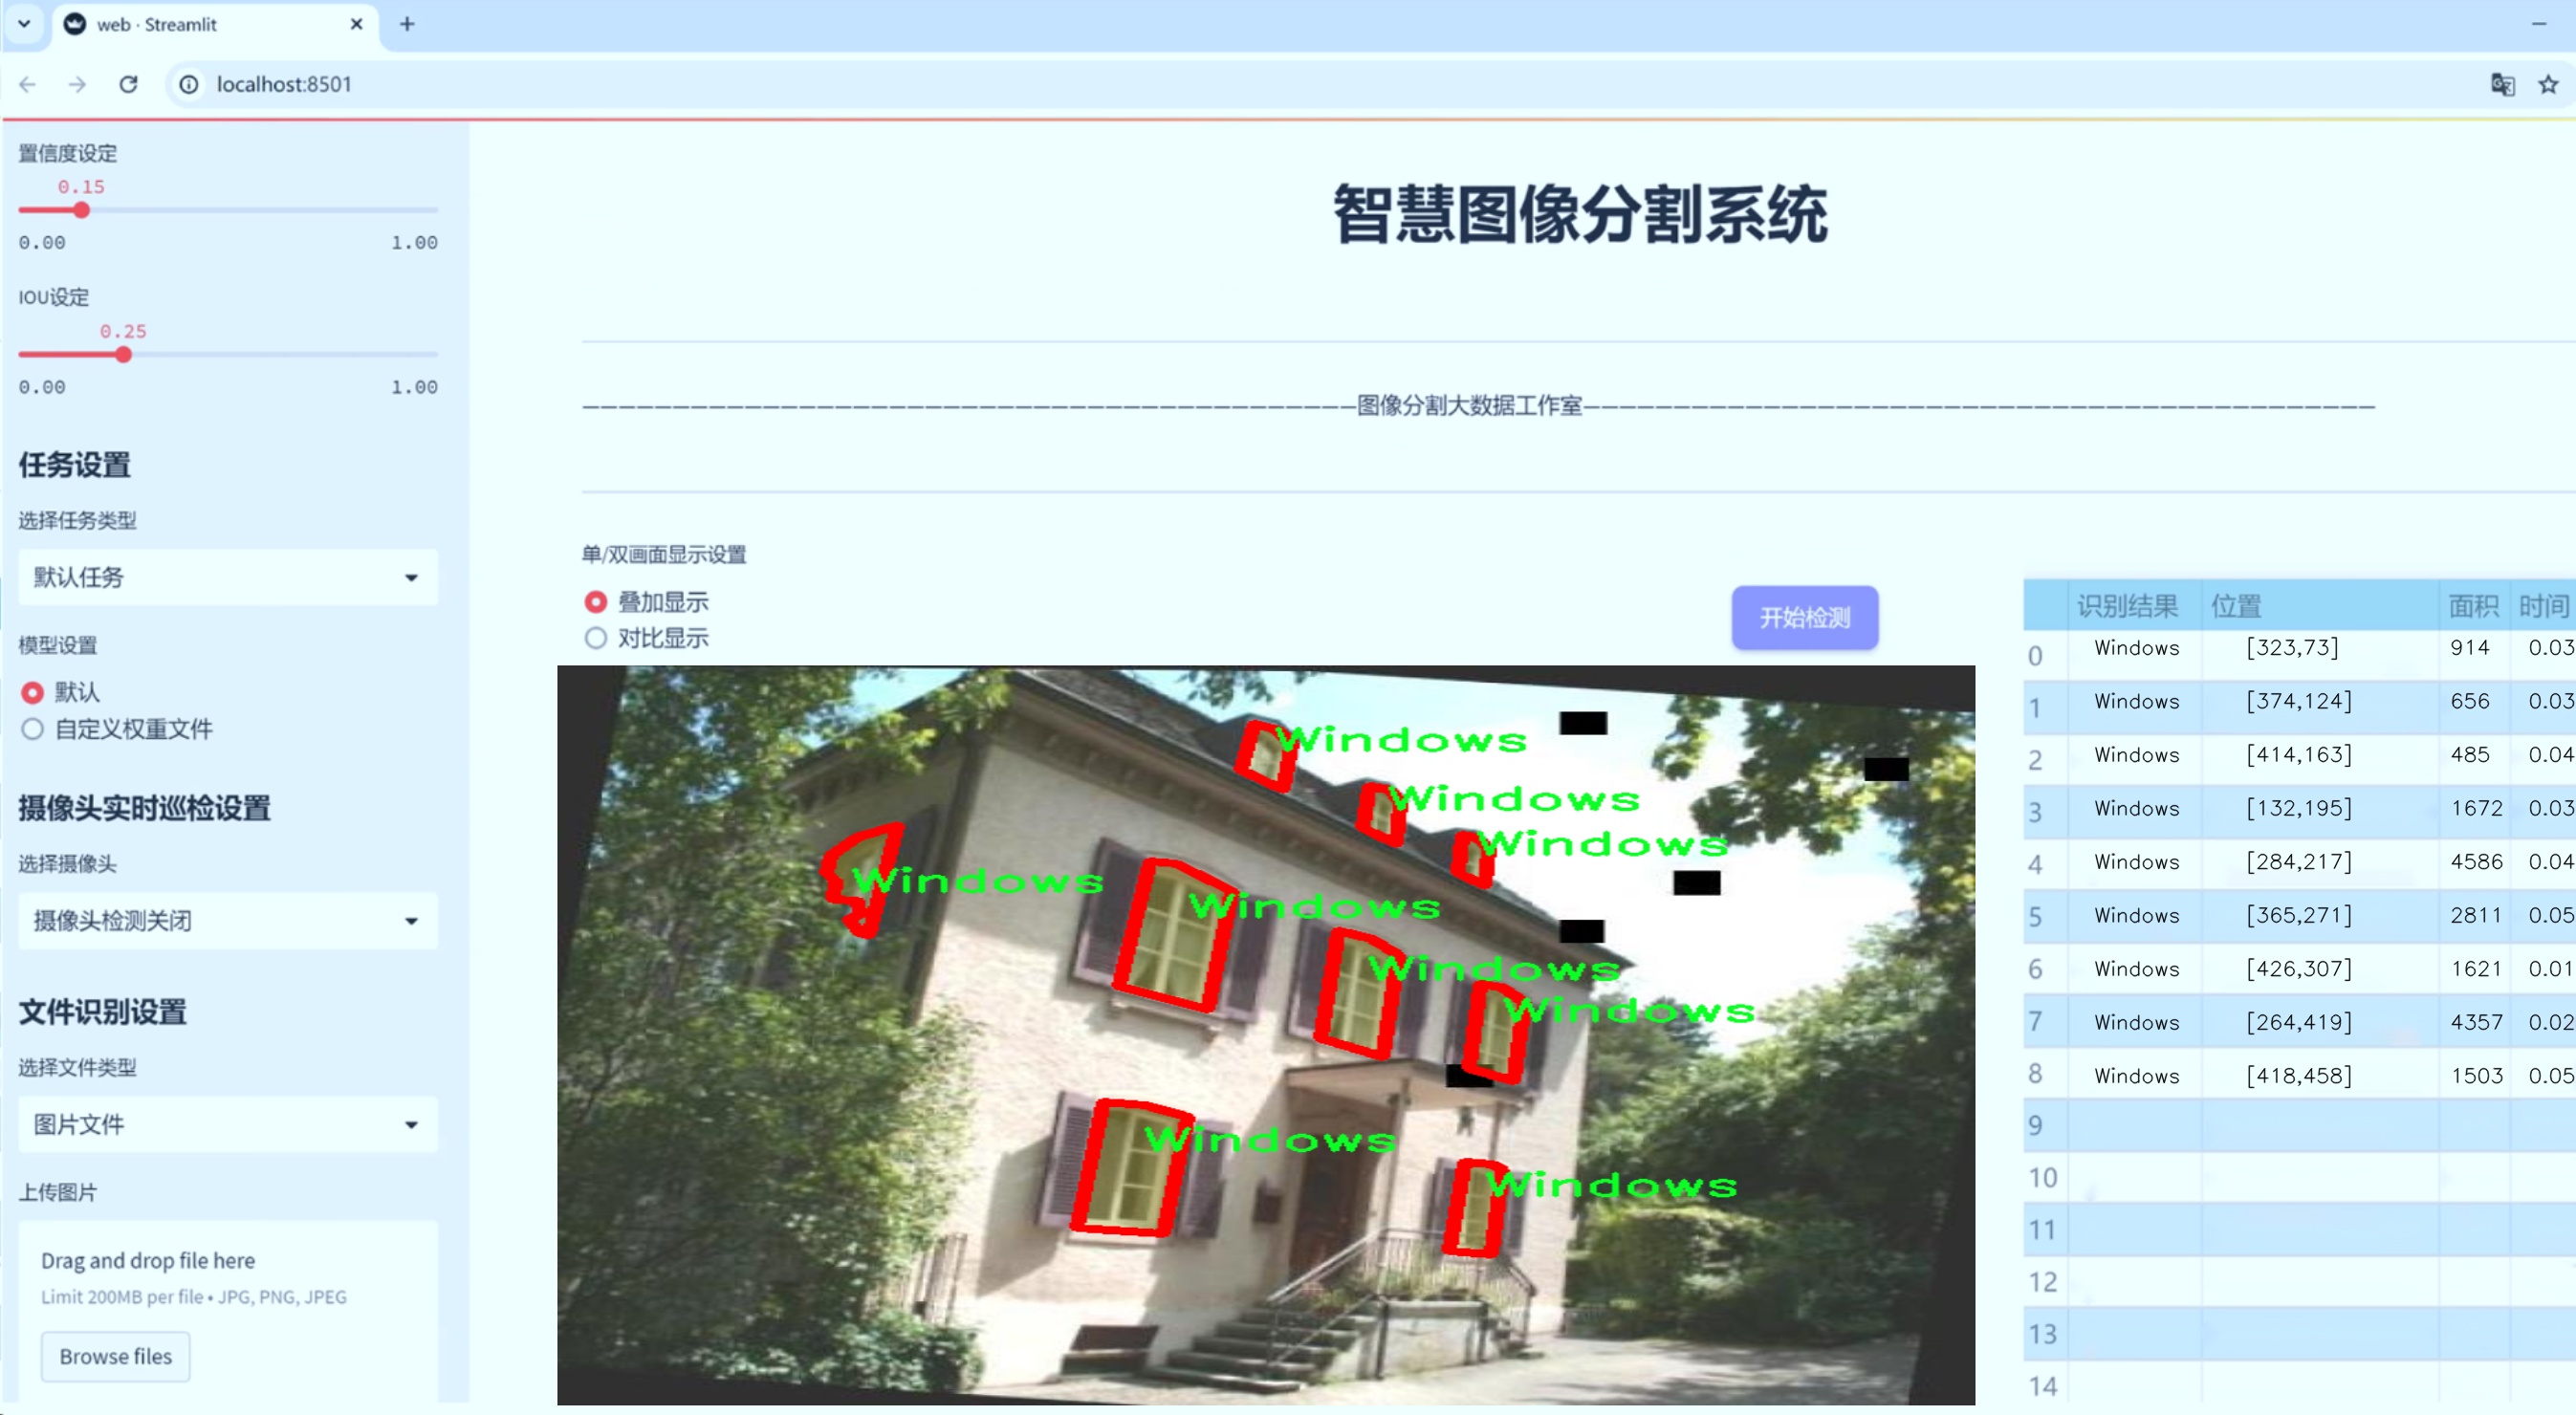 web · Streamlit
localhost:8501
置信度设定
0.15
0.00 1.00
IOU设定
0.25
0.00 1.00
任务设置
选择任务类型
默认任务
模型设置
默认
自定义权重文件
摄像头实时巡检设置
选择摄像头
摄像头检测关闭
文件识别设置
选择文件类型
图片文件
上传图片
Drag and drop file here
Limit 200MB per file • JPG, PNG, JPEG
Browse files
智慧图像分割系统
———————————————————————————————————————————图像分割大数据工作室————————————————————————————————————————————
单/双画面显示设置
叠加显示
对比显示
开始检测
Windows
Windows
Windows
Windows
Windows
Windows
Windows
Windows
Windows
识别结果 位置 面积 时间
0 Windows [323,73] 914 0.03
1 Windows [374,124] 656 0.03
2 Windows [414,163] 485 0.04
3 Windows [132,195] 1672 0.03
4 Windows [284,217] 4586 0.04
5 Windows [365,271] 2811 0.05
6 Windows [426,307] 1621 0.01
7 Windows [264,419] 4357 0.02
8 Windows [418,458] 1503 0.05
9
10
11
12
13
14